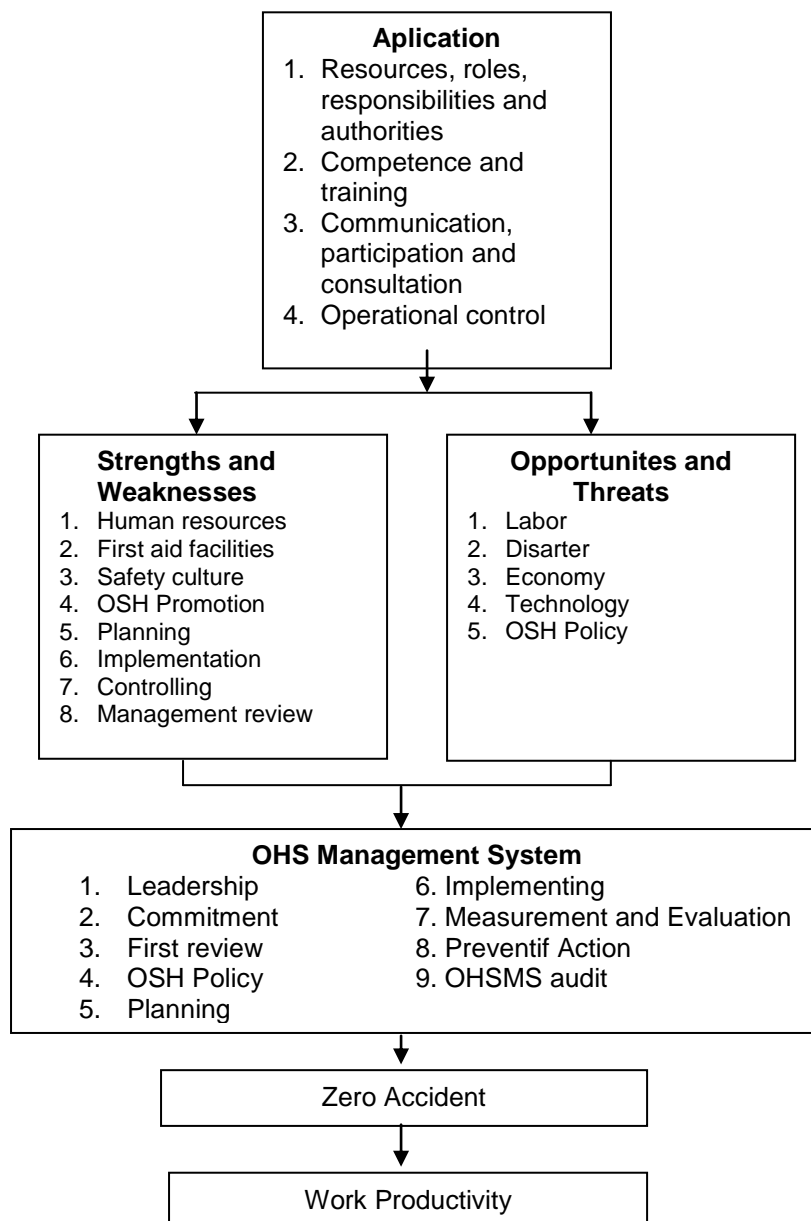 Aplication
1. Resources, roles,
responsibilities and
authorities
2. Competence and
training
3. Communication,
participation and
consultation
4. Operational control
Strengths and
Weaknesses
1. Human resources
2. First aid facilities
3. Safety culture
4. OSH Promotion
5. Planning
6. Implementation
7. Controlling
8. Management review
Opportunites and
Threats
1. Labor
2. Disarter
3. Economy
4. Technology
5. OSH Policy
OHS Management System
1. Leadership
2. Commitment
3. First review
4. OSH Policy
5. Planning
6. Implementing
7. Measurement and Evaluation
8. Preventif Action
9. OHSMS audit
Zero Accident
Work Productivity